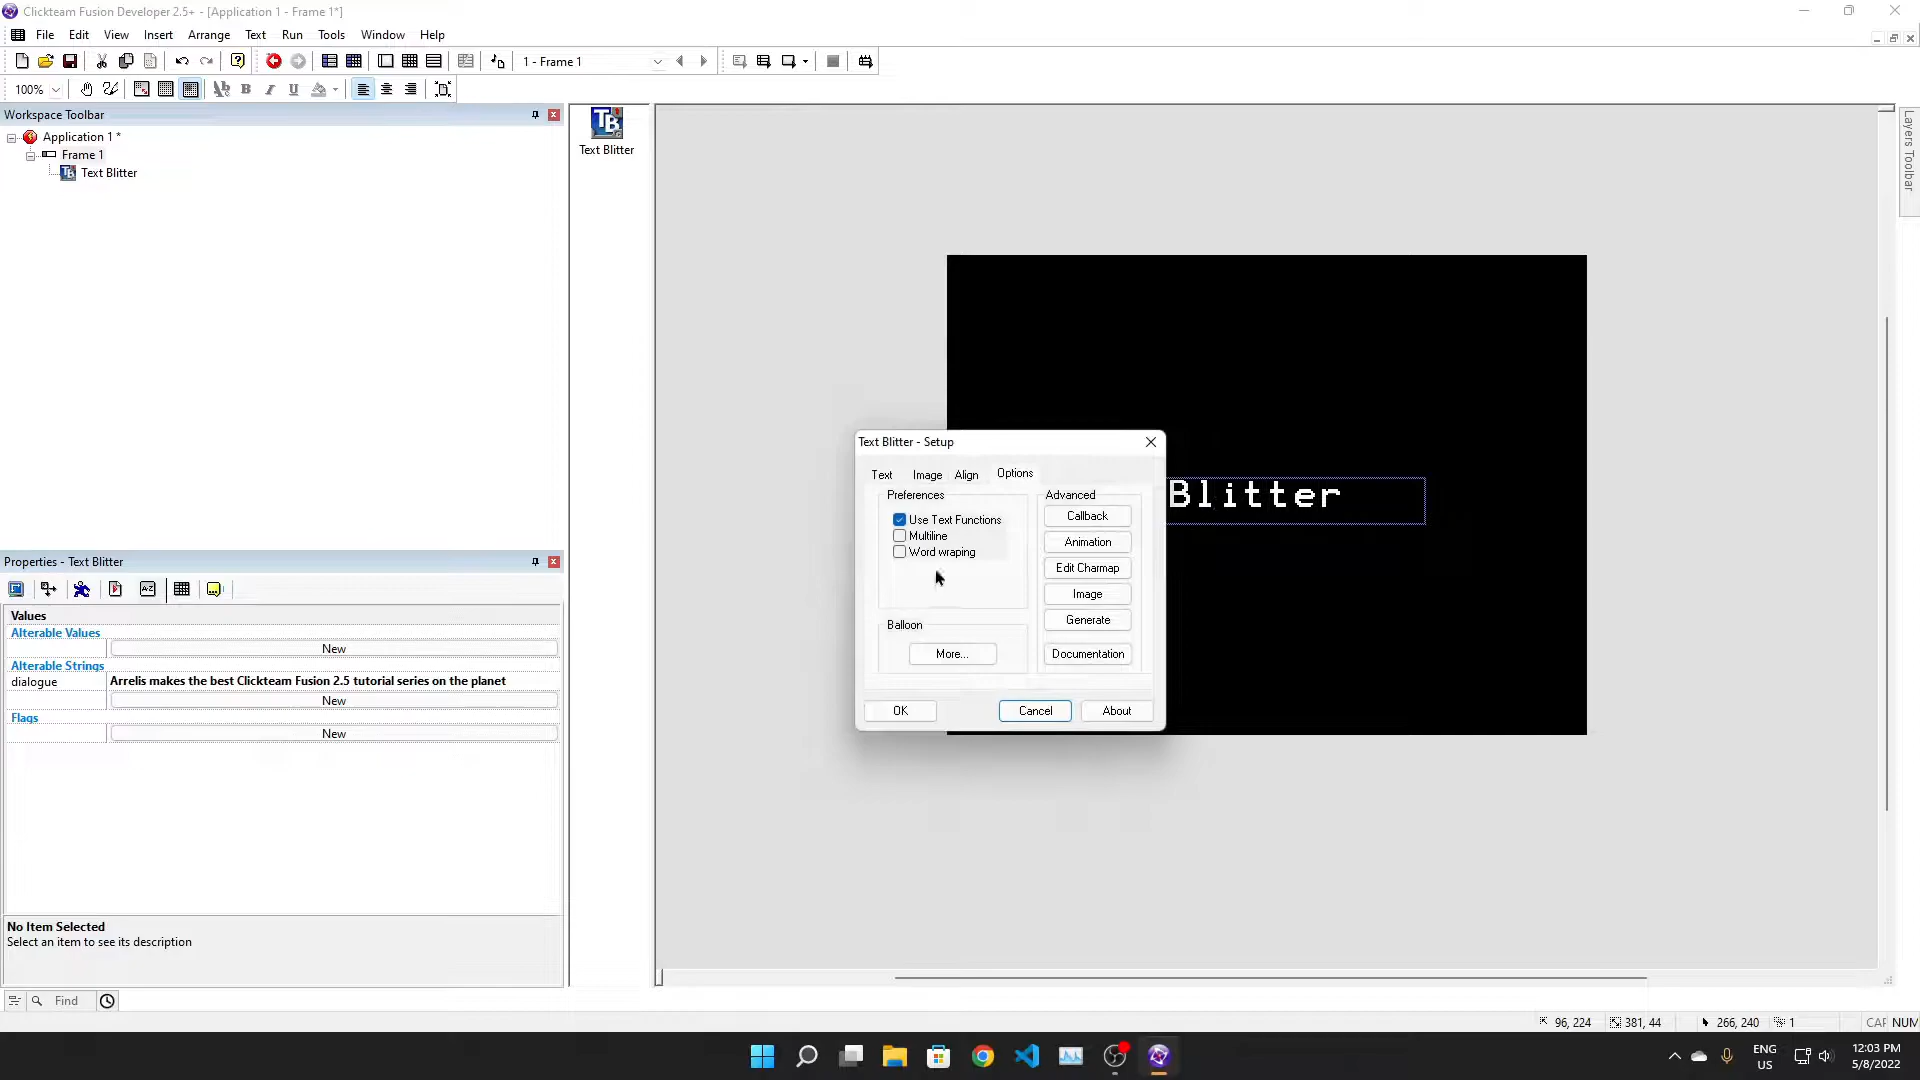 Clickteam Fusion Developer 2.5+ - [Application 1 - Frame 1*]
File Edit View Insert Arrange Text Run Tools Window Help
1 - Frame 1
100%
Workspace Toolbar
Application 1 *
Frame 1
Text Blitter
Text Blitter
Layers Toolbar
Blitter
Text Blitter - Setup
Text Image Align Options
Preferences
Use Text Functions
Multiline
Word wraping
Balloon
More...
Advanced
Callback
Animation
Edit Charmap
Image
Generate
Documentation
OK Cancel About
Properties - Text Blitter
Values
Alterable Values
New
Alterable Strings
dialogue Arrelis makes the best Clickteam Fusion 2.5 tutorial series on the planet
New
Flags
New
No Item Selected
Select an item to see its description
Find
96, 224 381, 44 266, 240 1 CAP NUM
ENG
US
12:03 PM
5/8/2022